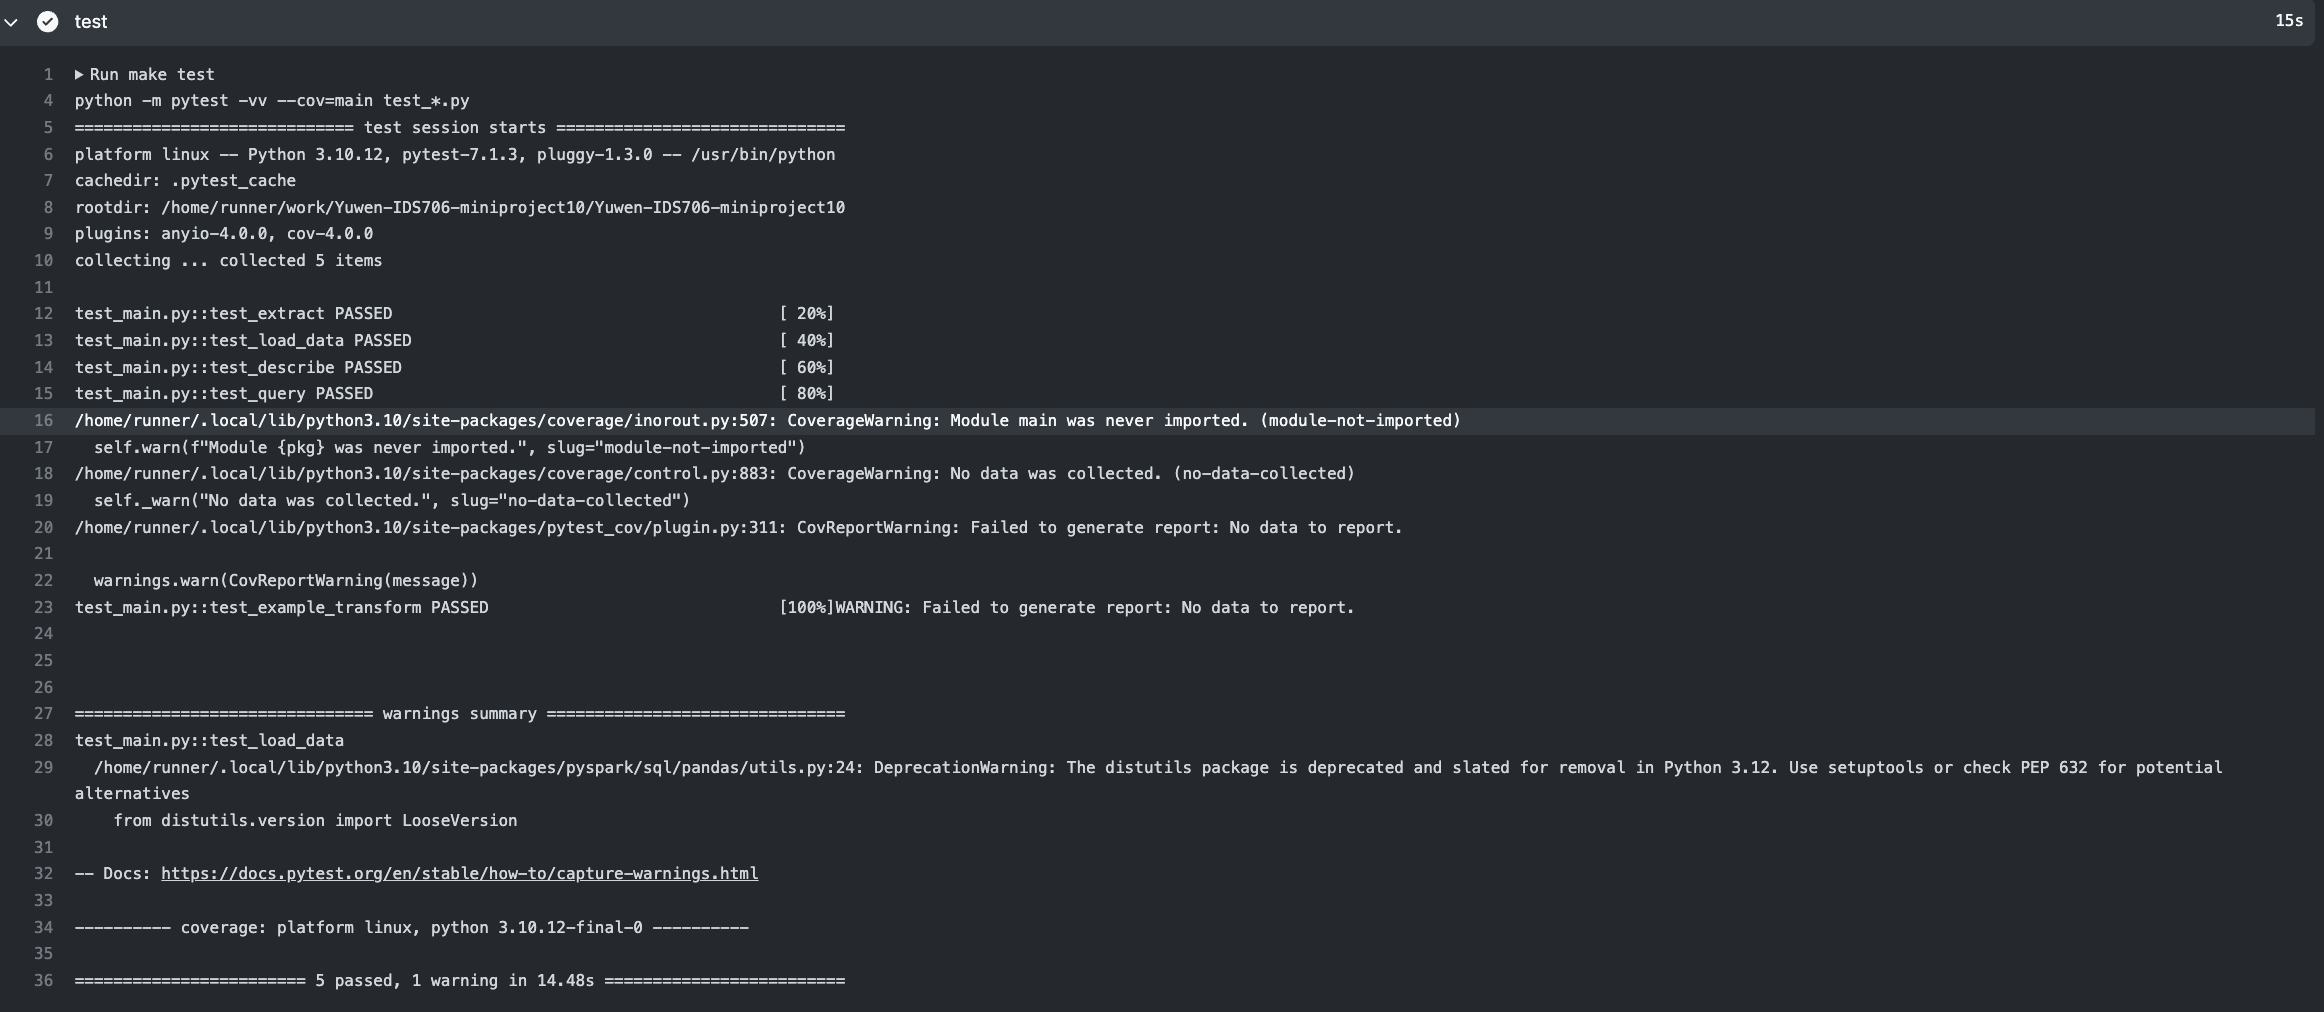 test
15s
1 Run make test
4 python -m pytest -vv --cov=main test_*.py
5 ============================= test session starts ==============================
6 platform linux -- Python 3.10.12, pytest-7.1.3, pluggy-1.3.0 -- /usr/bin/python
7 cachedir: .pytest_cache
8 rootdir: /home/runner/work/Yuwen-IDS706-miniproject10/Yuwen-IDS706-miniproject10
9 plugins: anyio-4.0.0, cov-4.0.0
10 collecting ... collected 5 items
11
12 test_main.py::test_extract PASSED [ 20%]
13 test_main.py::test_load_data PASSED [ 40%]
14 test_main.py::test_describe PASSED [ 60%]
15 test_main.py::test_query PASSED [ 80%]
16 /home/runner/.local/lib/python3.10/site-packages/coverage/inorout.py:507: CoverageWarning: Module main was never imported. (module-not-imported)
17 self.warn(f"Module {pkg} was never imported.", slug="module-not-imported")
18 /home/runner/.local/lib/python3.10/site-packages/coverage/control.py:883: CoverageWarning: No data was collected. (no-data-collected)
19 self._warn("No data was collected.", slug="no-data-collected")
20 /home/runner/.local/lib/python3.10/site-packages/pytest_cov/plugin.py:311: CovReportWarning: Failed to generate report: No data to report.
21
22 warnings.warn(CovReportWarning(message))
23 test_main.py::test_example_transform PASSED [100%]WARNING: Failed to generate report: No data to report.
24
25
26
27 =============================== warnings summary ===============================
28 test_main.py::test_load_data
29 /home/runner/.local/lib/python3.10/site-packages/pyspark/sql/pandas/utils.py:24: DeprecationWarning: The distutils package is deprecated and slated for removal in Python 3.12. Use setuptools or check PEP 632 for potential
alternatives
30 from distutils.version import LooseVersion
31
32 -- Docs: https://docs.pytest.org/en/stable/how-to/capture-warnings.html
33
34 ---------- coverage: platform linux, python 3.10.12-final-0 ----------
35
36 ======================== 5 passed, 1 warning in 14.48s =========================